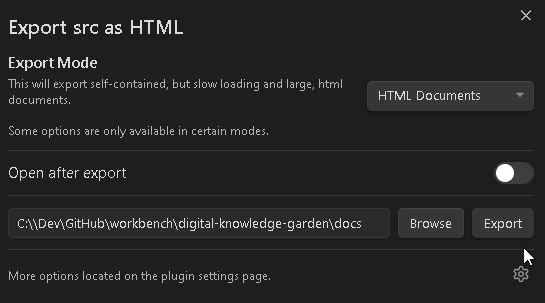 Export src as HTML
Export Mode
This will export self-contained, but slow loading and large, html
documents.
HTML Documents
Some options are only available in certain modes.
Open after export
C:\\Dev\GitHub\workbench\digital-knowledge-garden\docs
Browse
Export
More options located on the plugin settings page.